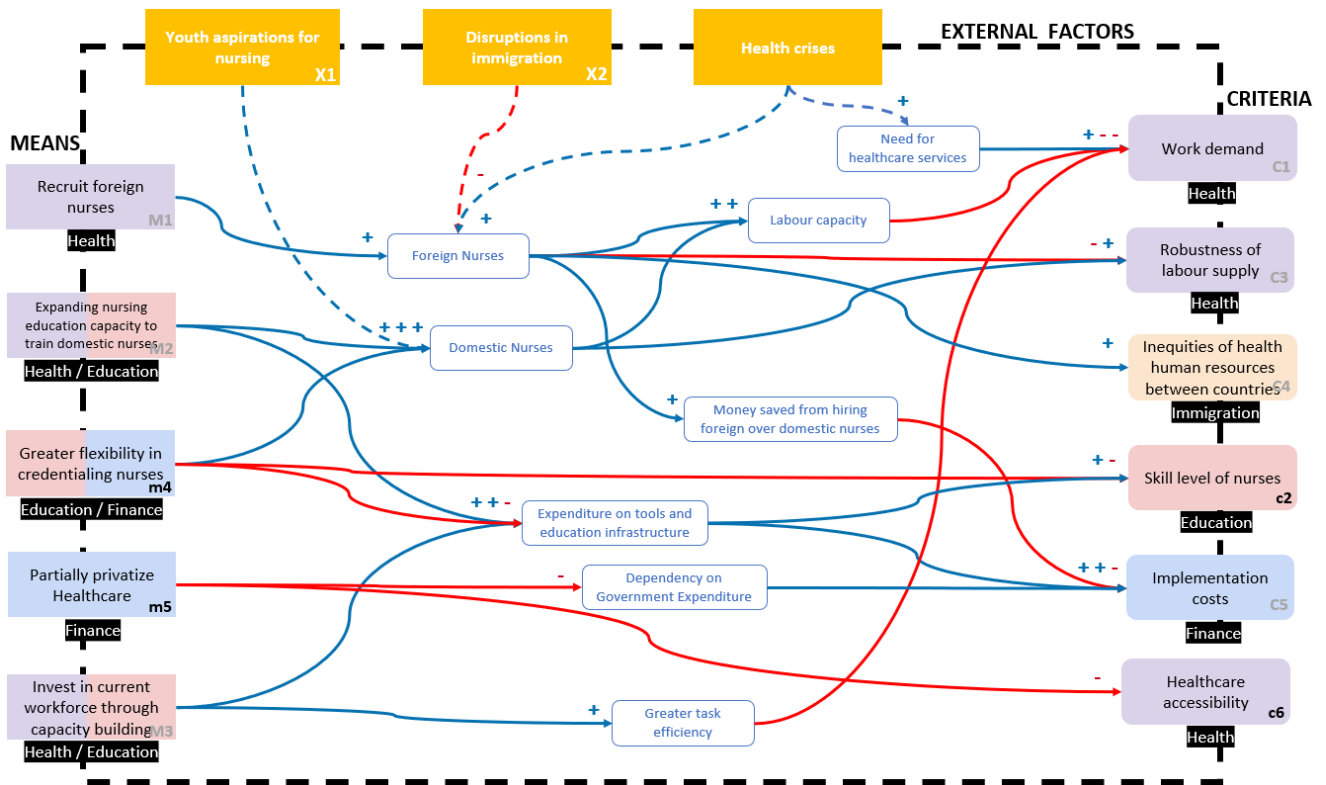 EXTERNAL FACTORS
Youth aspirations for
nursing
X1
Disruptions in
immigration
X2
Health crises
MEANS
CRITERIA
Recruit foreign
nurses
M1
Health
Expanding nursing
education capacity to
train domestic nurses
M2
Health / Education
Greater flexibility in
credentialing nurses
m4
Education / Finance
Partially privatize
Healthcare
m5
Finance
Invest in current
workforce through
capacity building
M3
Health / Education
+
Need for
healthcare services
-
+
+
Foreign Nurses
+ +
Labour capacity
+ + +
Domestic Nurses
+
Money saved from hiring
foreign over domestic nurses
+ + -
Expenditure on tools and
education infrastructure
-
Dependency on
Government Expenditure
+
Greater task
efficiency
+ - -
Work demand
C1
Health
- +
Robustness of
labour supply
C3
Health
+
Inequities of health
human resources
between countries
C4
Immigration
+ -
Skill level of nurses
c2
Education
+ + -
Implementation
costs
C5
Finance
-
Healthcare
accessibility
c6
Health